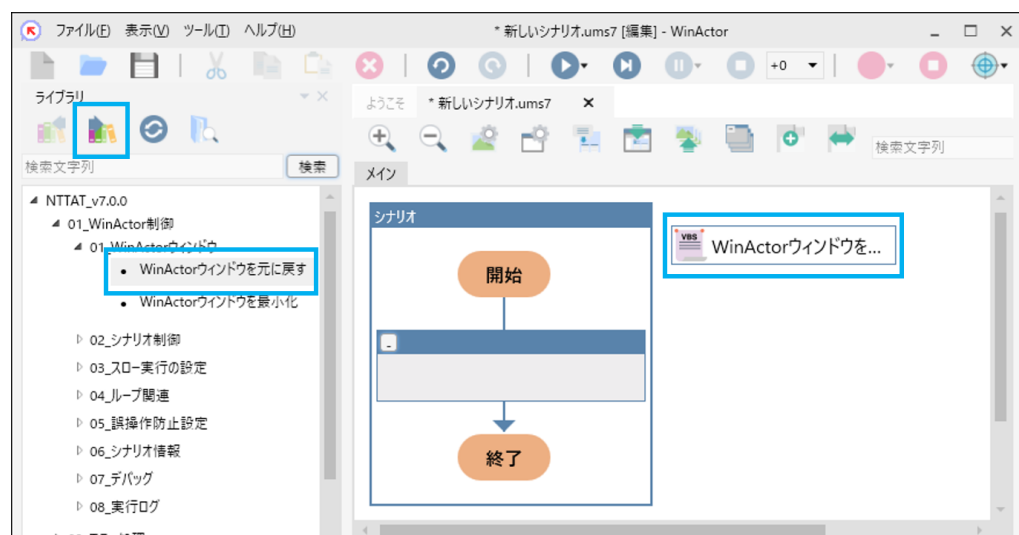 ファイル(F) 表示(V) ツール(T) ヘルプ(H)
* 新しいシナリオ.ums7 [編集] - WinActor
+0
ライブラリ
ようこそ * 新しいシナリオ.ums7
検索文字列 検索
検索文字列
メイン
NTTAT_v7.0.0
01_WinActor制御
01_WinActorウィンドウ
WinActorウィンドウを元に戻す
WinActorウィンドウを最小化
02_シナリオ制御
03_スロー実行の設定
04_ループ関連
05_誤操作防止設定
06_シナリオ情報
07_デバッグ
08_実行ログ
シナリオ
開始
終了
VBS WinActorウィンドウを...